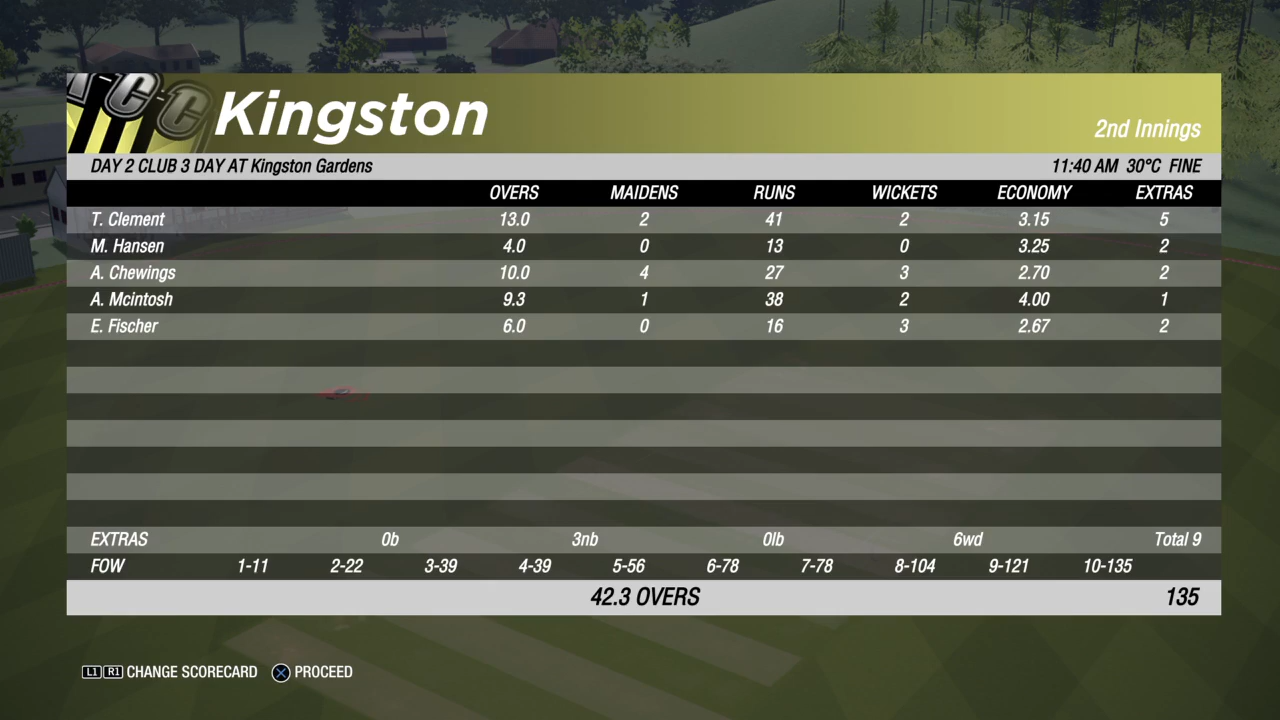 Kingston
2nd Innings
DAY 2 CLUB 3 DAY AT Kingston Gardens 11:40 AM 30°C FINE
OVERS MAIDENS RUNS WICKETS ECONOMY EXTRAS
T. Clement 13.0 2 41 2 3.15 5
M. Hansen 4.0 0 13 0 3.25 2
A. Chewings 10.0 4 27 3 2.70 2
A. Mcintosh 9.3 1 38 2 4.00 1
E. Fischer 6.0 0 16 3 2.67 2
EXTRAS 0b 3nb 0lb 6wd Total 9
FOW 1-11 2-22 3-39 4-39 5-56 6-78 7-78 8-104 9-121 10-135
42.3 OVERS 135
L1 R1 CHANGE SCORECARD PROCEED